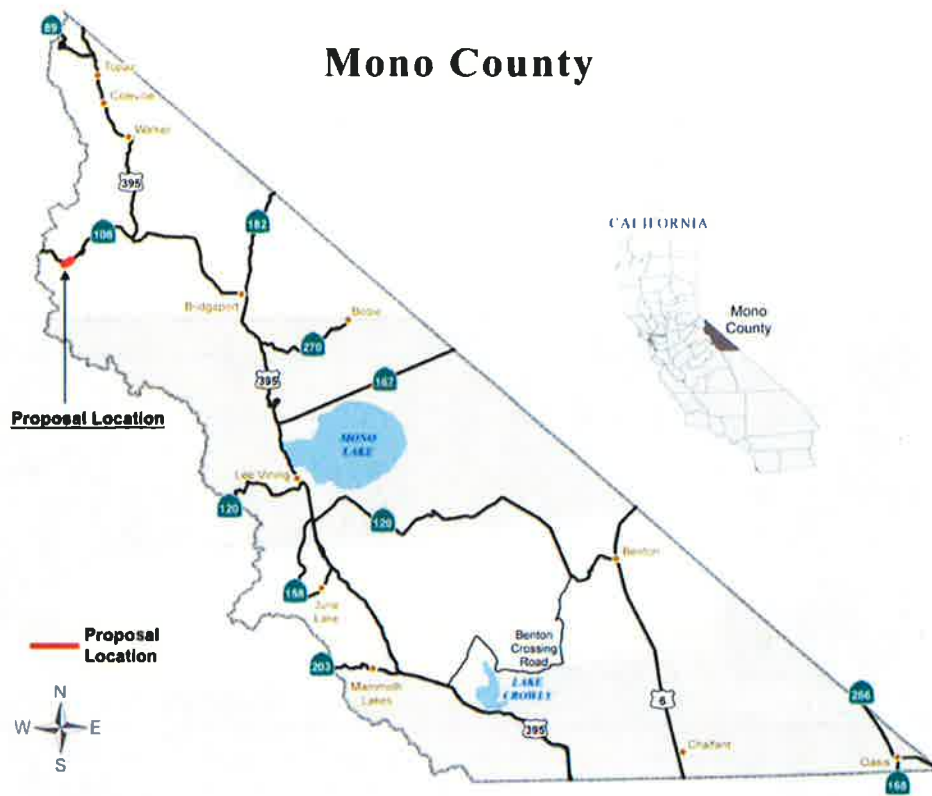 Mono County
89
Topaz
Coleville
Walker
395
108
182
CALIFORNIA
Mono
County
Bridgeport
Bodie
270
395
167
Proposal Location
MONO
LAKE
Lee Vining
120
120
Benton
158
June
Lake
Proposal
Location
Benton
Crossing
Road
203
Mammoth
Lakes
LAKE
CROWLY
N
W E
S
395
6
266
Chalfant
Oasis
168